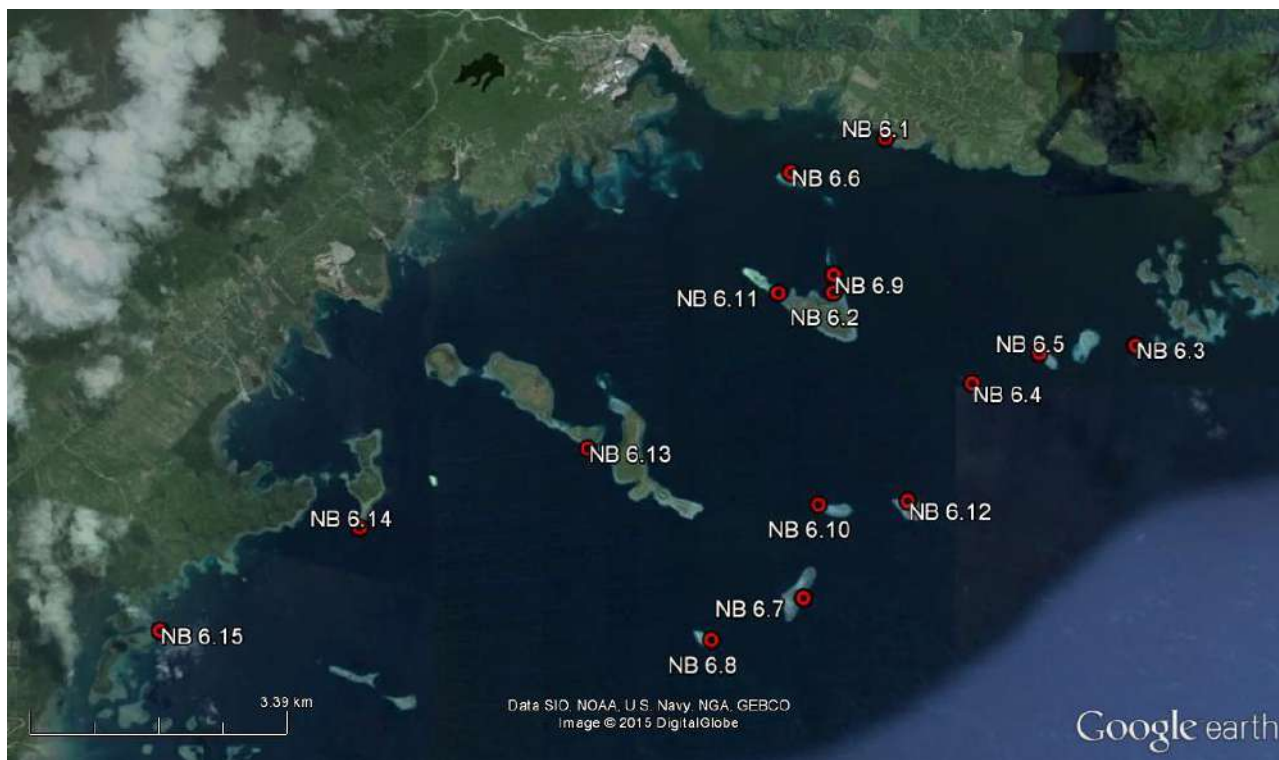 NB 6.1
NB 6.6
NB 6.9
NB 6.11
NB 6.2
NB 6.5
NB 6.3
NB 6.4
NB 6.13
NB 6.14
NB 6.10
NB 6.12
NB 6.7
NB 6.15
NB 6.8
3.39 km
Data SIO, NOAA, U.S. Navy, NGA, GEBCO
Image © 2015 DigitalGlobe
Google earth